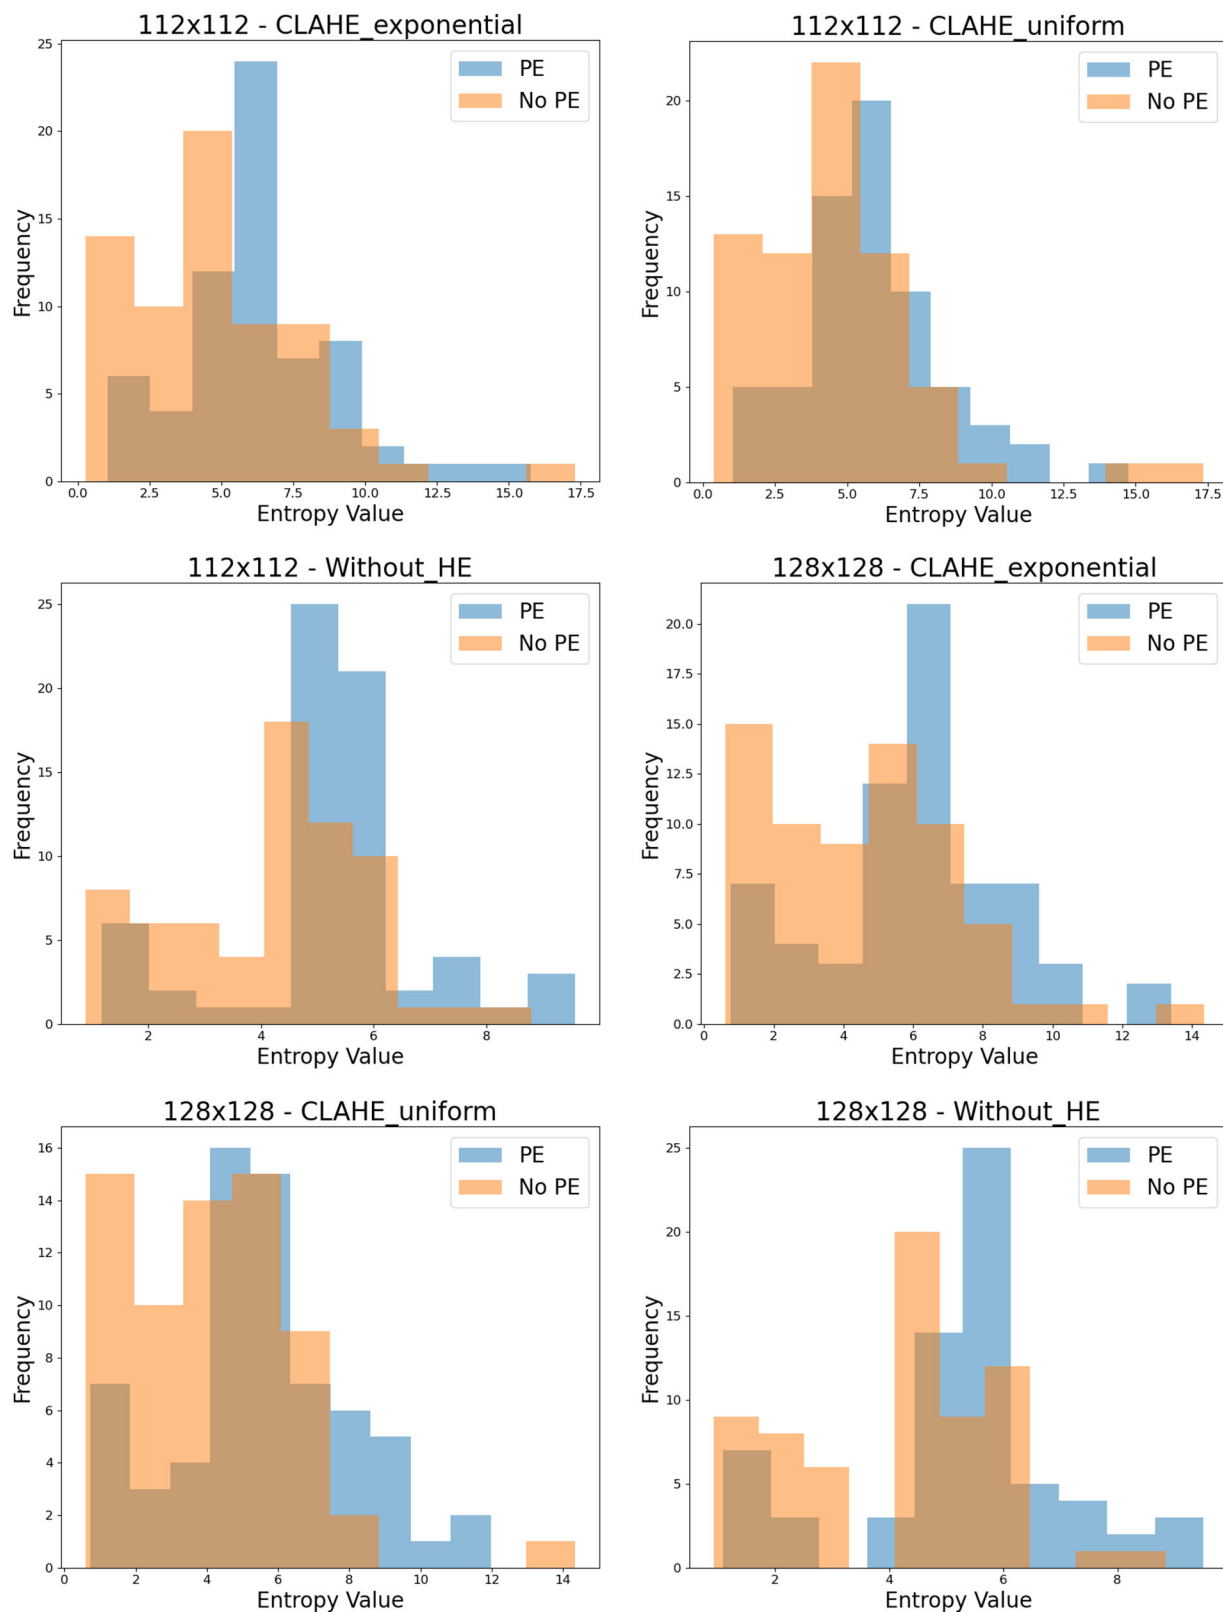 112x112 - CLAHE_exponential
25
20
15
10
5
0
Frequency
PE
No PE
0.0 2.5 5.0 7.5 10.0 12.5 15.0 17.5
Entropy Value
112x112 - CLAHE_uniform
20
15
10
5
0
Frequency
PE
No PE
0.0 2.5 5.0 7.5 10.0 12.5 15.0 17.5
Entropy Value
112x112 - Without_HE
25
20
15
10
5
0
Frequency
PE
No PE
2 4 6 8
Entropy Value
128x128 - CLAHE_exponential
20.0
17.5
15.0
12.5
10.0
7.5
5.0
2.5
0.0
Frequency
PE
No PE
0 2 4 6 8 10 12 14
Entropy Value
128x128 - CLAHE_uniform
16
14
12
10
8
6
4
2
0
Frequency
PE
No PE
0 2 4 6 8 10 12 14
Entropy Value
128x128 - Without_HE
25
20
15
10
5
0
Frequency
PE
No PE
2 4 6 8
Entropy Value